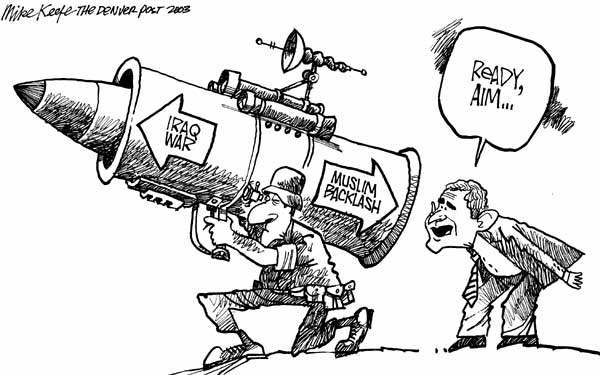 Mike Keefe-THE DENVER POST 2003
READY,
AIM...
IRAQ
WAR
MUSLIM
BACKLASH